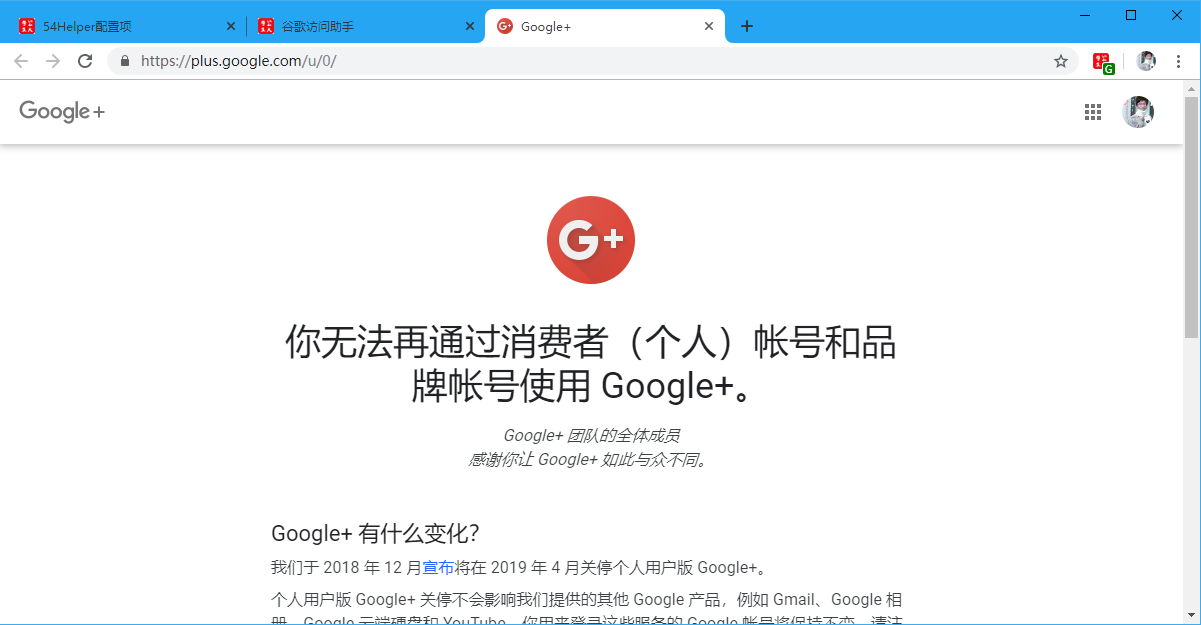 54Helper配置项
谷歌访问助手
Google+
https://plus.google.com/u/0/
G
Google+
G+
你无法再通过消费者（个人）帐号和品
牌帐号使用 Google+。
Google+ 团队的全体成员
感谢你让 Google+ 如此与众不同。
Google+ 有什么变化？
我们于 2018 年 12 月宣布将在 2019 年 4 月关停个人用户版 Google+。
个人用户版 Google+ 关停不会影响我们提供的其他 Google 产品，例如 Gmail、Google 相
册、Google 云端硬盘和 YouTube。你用来登录这些服务的 Google 帐号将保持不变。请注